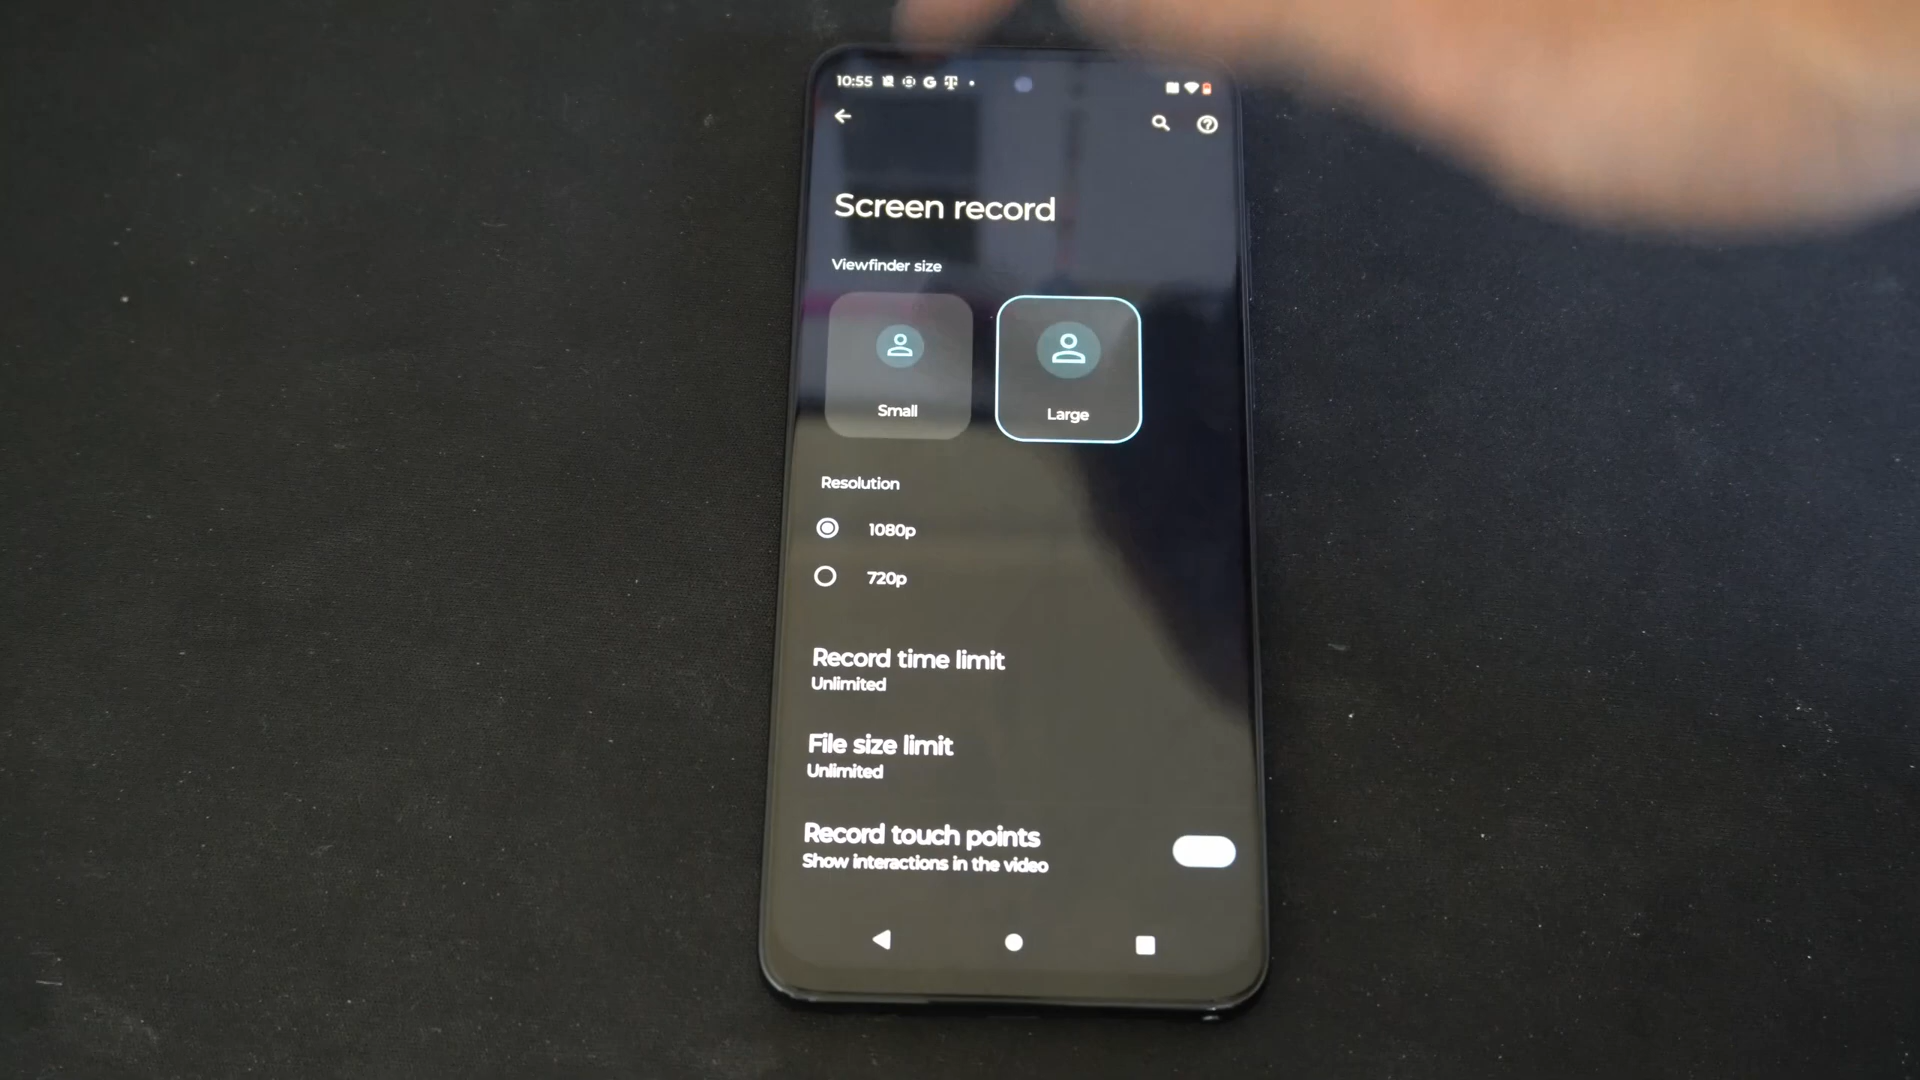 10:55
Screen record
Viewfinder size
Small
Large
Resolution
1080p
720p
Record time limit
Unlimited
File size limit
Unlimited
Record touch points
Show interactions in the video